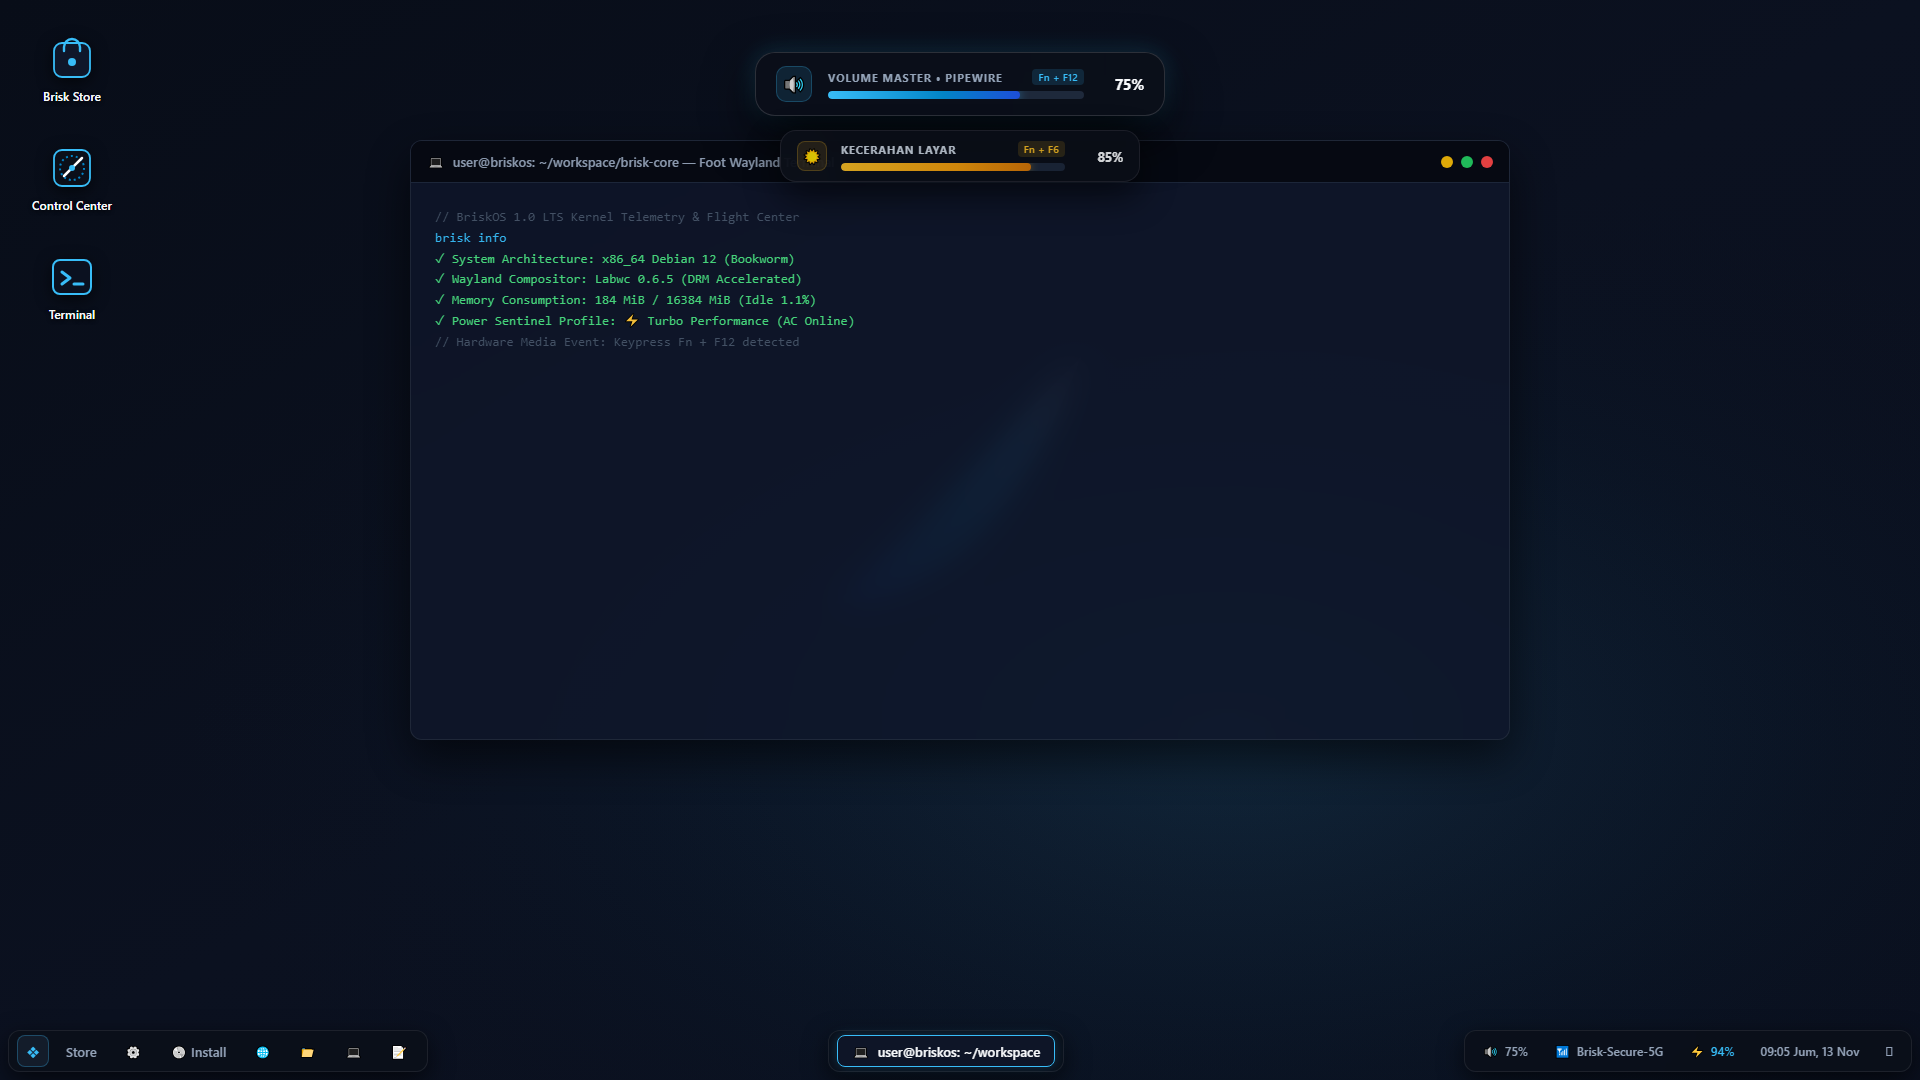 Brisk Store
Control Center
Terminal
VOLUME MASTER • PIPEWIRE
Fn + F12
75%
KECERAHAN LAYAR
Fn + F6
85%
user@briskos: ~/workspace/brisk-core — Foot Wayland
// BriskOS 1.0 LTS Kernel Telemetry & Flight Center
brisk info
✓ System Architecture: x86_64 Debian 12 (Bookworm)
✓ Wayland Compositor: Labwc 0.6.5 (DRM Accelerated)
✓ Memory Consumption: 184 MiB / 16384 MiB (Idle 1.1%)
✓ Power Sentinel Profile: ⚡ Turbo Performance (AC Online)
// Hardware Media Event: Keypress Fn + F12 detected
Store
Install
user@briskos: ~/workspace
75%
Brisk-Secure-5G
94%
09:05 Jum, 13 Nov